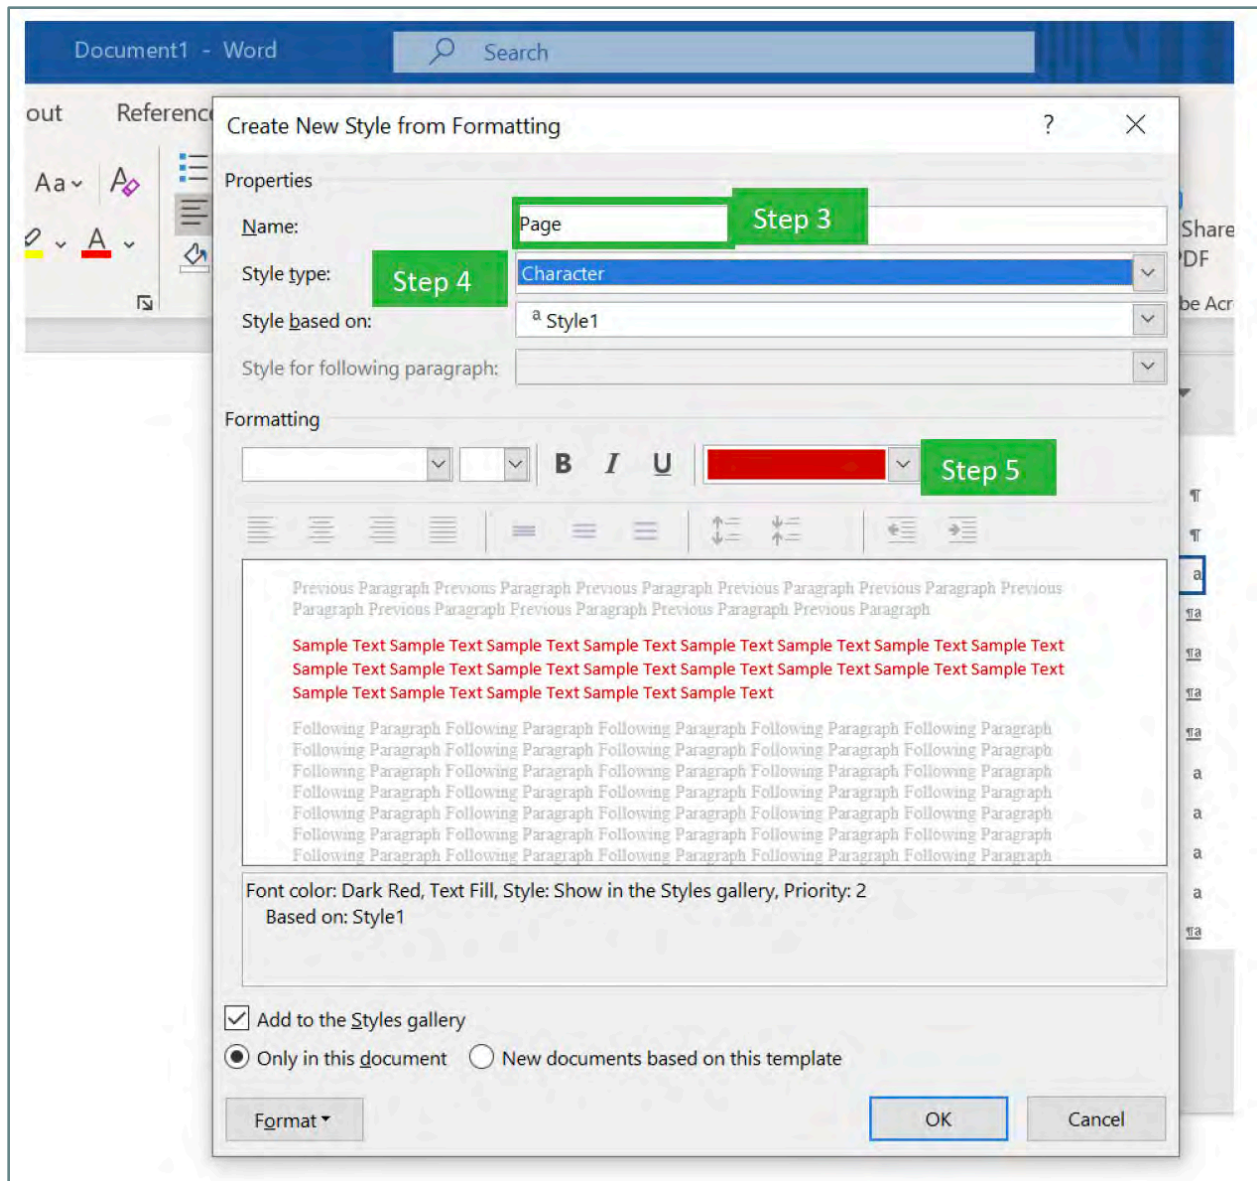 Document1 - Word
Search
out
Reference
Create New Style from Formatting
?
Properties
Aa
Name:
Page
Step 3
A
Share
PDF
Style type:
Step 4
Character
be Acr
Style based on:
a Style1
Style for following paragraph:
Formatting
B I U
Step 5
¶
¶
a
¶a
¶a
¶a
¶a
a
a
a
a
¶a
Previous Paragraph Previous Paragraph Previous Paragraph Previous Paragraph Previous Paragraph Previous
Paragraph Previous Paragraph Previous Paragraph Previous Paragraph Previous Paragraph
Sample Text Sample Text Sample Text Sample Text Sample Text Sample Text Sample Text Sample Text
Sample Text Sample Text Sample Text Sample Text Sample Text Sample Text Sample Text Sample Text
Sample Text Sample Text Sample Text Sample Text Sample Text
Following Paragraph Following Paragraph Following Paragraph Following Paragraph Following Paragraph
Following Paragraph Following Paragraph Following Paragraph Following Paragraph Following Paragraph
Following Paragraph Following Paragraph Following Paragraph Following Paragraph Following Paragraph
Following Paragraph Following Paragraph Following Paragraph Following Paragraph Following Paragraph
Following Paragraph Following Paragraph Following Paragraph Following Paragraph Following Paragraph
Following Paragraph Following Paragraph Following Paragraph Following Paragraph Following Paragraph
Following Paragraph Following Paragraph Following Paragraph Following Paragraph Following Paragraph
Font color: Dark Red, Text Fill, Style: Show in the Styles gallery, Priority: 2
Based on: Style1
Add to the Styles gallery
Only in this document
New documents based on this template
Format
OK
Cancel